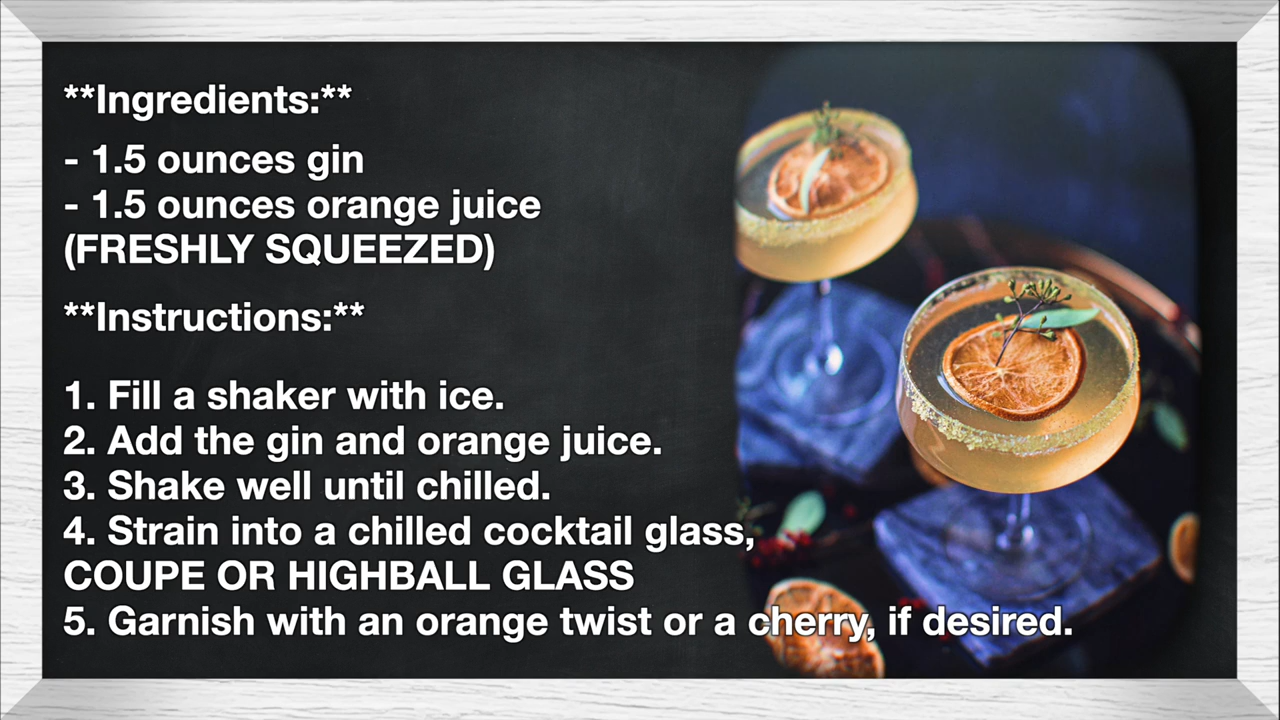 **Ingredients:**
- 1.5 ounces gin
- 1.5 ounces orange juice
(FRESHLY SQUEEZED)
**Instructions:**
1. Fill a shaker with ice.
2. Add the gin and orange juice.
3. Shake well until chilled.
4. Strain into a chilled cocktail glass,
COUPE OR HIGHBALL GLASS
5. Garnish with an orange twist or a cherry, if desired.